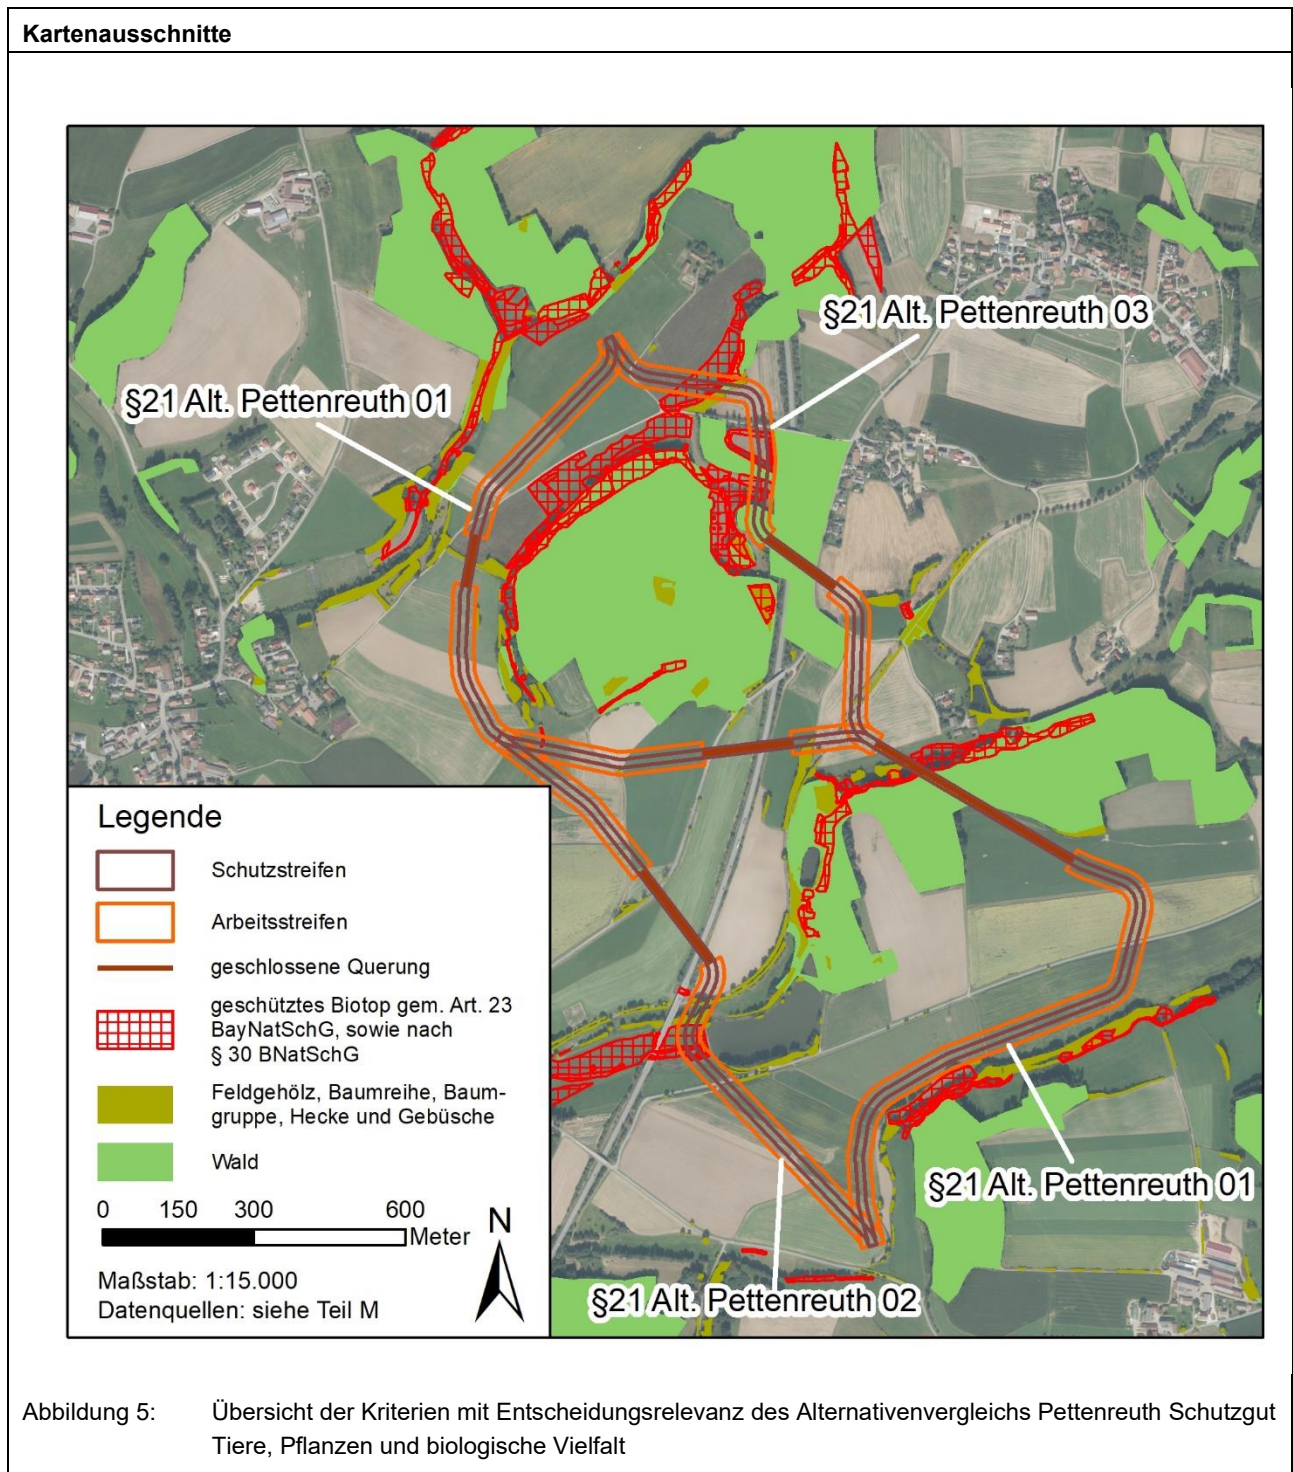 Kartenausschnitte
§21 Alt. Pettenreuth 03
§21 Alt. Pettenreuth 01
Legende
Schutzstreifen
Arbeitsstreifen
geschlossene Querung
geschütztes Biotop gem. Art. 23
BayNatSchG, sowie nach
§ 30 BNatSchG
Feldgehölz, Baumreihe, Baum-
gruppe, Hecke und Gebüsche
Wald
0 150 300 600
Meter
N
Maßstab: 1:15.000
Datenquellen: siehe Teil M
§21 Alt. Pettenreuth 01
§21 Alt. Pettenreuth 02
Abbildung 5: Übersicht der Kriterien mit Entscheidungsrelevanz des Alternativenvergleichs Pettenreuth Schutzgut
Tiere, Pflanzen und biologische Vielfalt